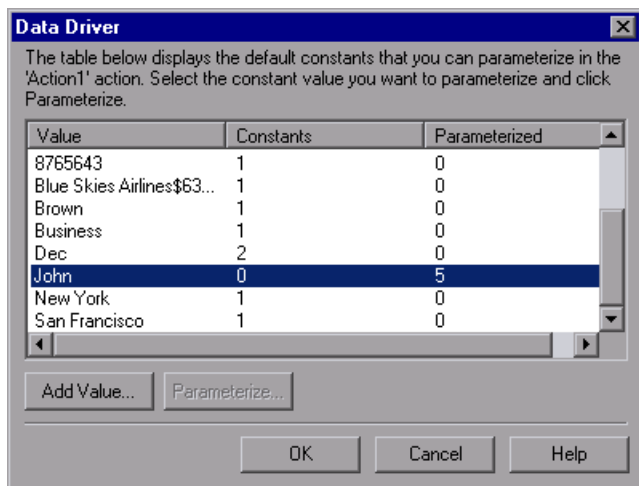 Data Driver
The table below displays the default constants that you can parameterize in the
'Action1' action. Select the constant value you want to parameterize and click
Parameterize.
Value Constants Parameterized
8765643 1 0
Blue Skies Airlines$63... 1 0
Brown 1 0
Business 1 0
Dec 2 0
John 0 5
New York 1 0
San Francisco 1 0
Add Value... Parameterize...
OK Cancel Help